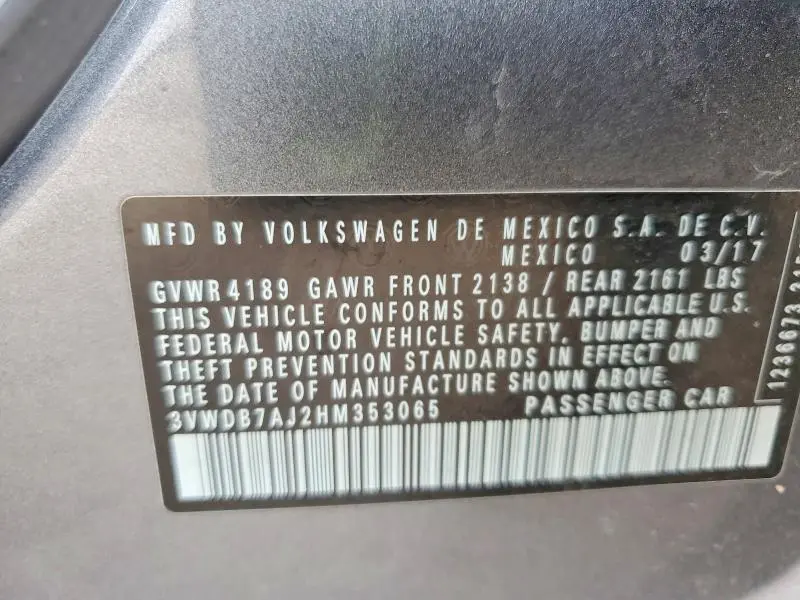 MFD BY VOLKSWAGEN DE MEXICO S.A. DE C.V.
MEXICO 03/17
GVWR 4189 GAWR FRONT 2138 / REAR 2161 LBS
THIS VEHICLE CONFORMS TO ALL APPLICABLE U.S.
FEDERAL MOTOR VEHICLE SAFETY, BUMPER AND
THEFT PREVENTION STANDARDS IN EFFECT ON
THE DATE OF MANUFACTURE SHOWN ABOVE.
3VWDB7AJ2HM353065 PASSENGER CAR
1236673